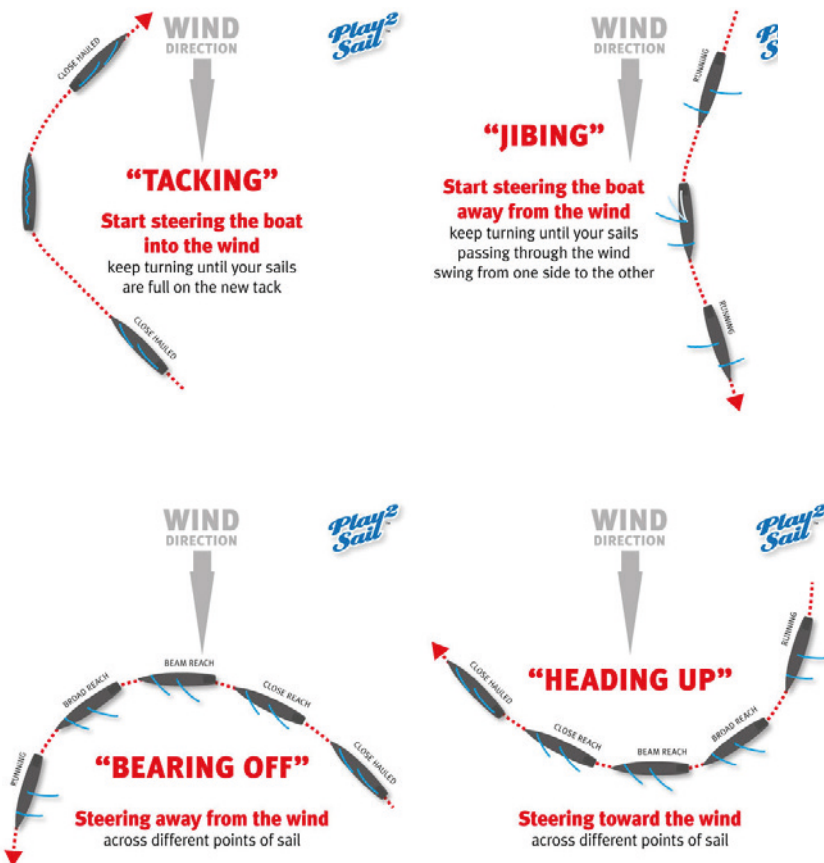 WIND
DIRECTION
Play2
Sail
CLOSE HAULED
"TACKING"
Start steering the boat
into the wind
keep turning until your sails
are full on the new tack
CLOSE HAULED
WIND
DIRECTION
RUNNING
"JIBING"
Start steering the boat
away from the wind
keep turning until your sails
passing through the wind
swing from one side to the other
RUNNING
WIND
DIRECTION
Play2
Sail
BEAM REACH
BROAD REACH
CLOSE REACH
RUNNING
CLOSE HAULED
"BEARING OFF"
Steering away from the wind
across different points of sail
WIND
DIRECTION
Play2
Sail
RUNNING
CLOSE HAULED
"HEADING UP"
CLOSE REACH
BEAM REACH
BROAD REACH
Steering toward the wind
across different points of sail